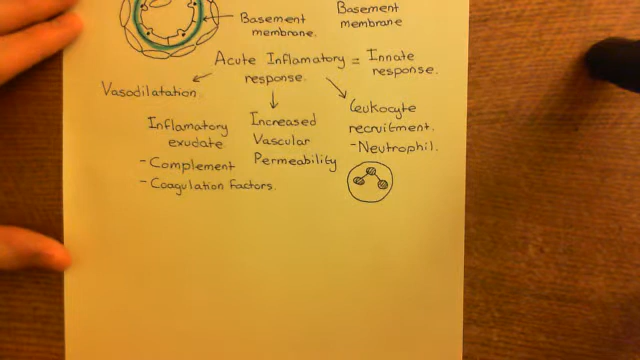 Basement
membrane.
Basement
membrane
Acute Inflamatory = Innate
response. response.
Vasodilatation.
Inflamatory
exudate
- Complement
- Coagulation Factors.
Increased
Vascular
Permeability
Leukocyte
recruitment.
- Neutrophil.